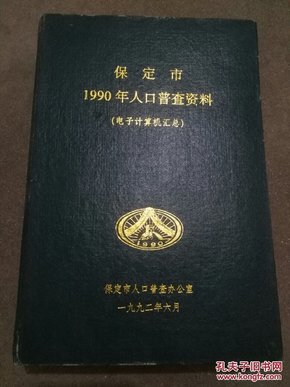 保定市
1990年人口普查资料
(电子计算机汇总)
1990
保定市人口普查办公室
一九九二年六月
孔夫子旧书网